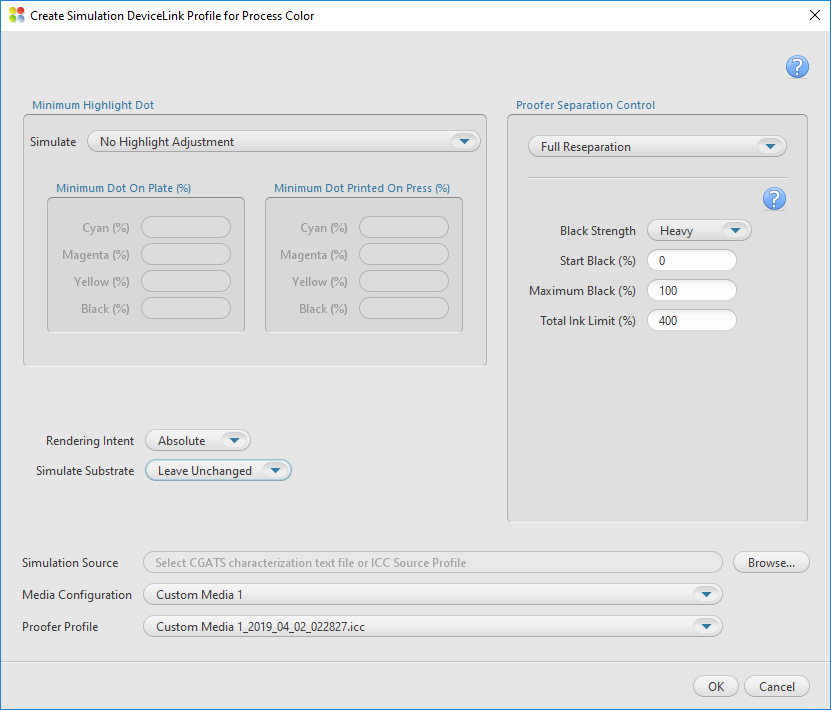 Create Simulation DeviceLink Profile for Process Color
?
Minimum Highlight Dot
Simulate No Highlight Adjustment
Minimum Dot On Plate (%)
Cyan (%)
Magenta (%)
Yellow (%)
Black (%)
Minimum Dot Printed On Press (%)
Cyan (%)
Magenta (%)
Yellow (%)
Black (%)
Proofer Separation Control
Full Reseparation
?
Black Strength Heavy
Start Black (%) 0
Maximum Black (%) 100
Total Ink Limit (%) 400
Rendering Intent Absolute
Simulate Substrate Leave Unchanged
Simulation Source Select CGATS characterization text file or ICC Source Profile Browse...
Media Configuration Custom Media 1
Proofer Profile Custom Media 1_2019_04_02_022827.icc
OK Cancel